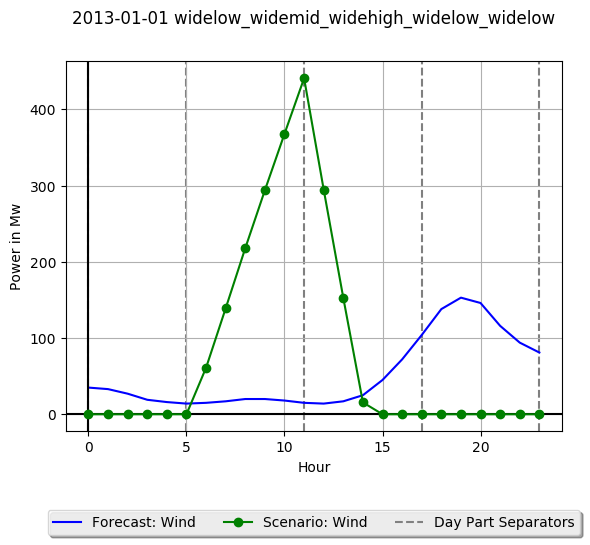 2013-01-01 widelow_widemid_widehigh_widelow_widelow
Power in Mw
400
300
200
100
0
0 5 10 15 20
Hour
Forecast: Wind Scenario: Wind Day Part Separators